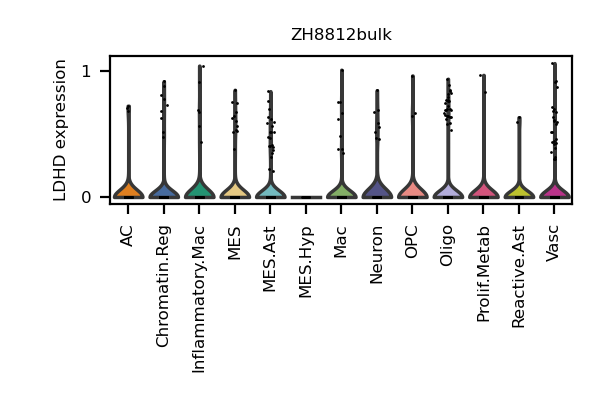 ZH8812bulk
LDHD expression
1
0
AC
Chromatin.Reg
Inflammatory.Mac
MES
MES.Ast
MES.Hyp
Mac
Neuron
OPC
Oligo
Prolif.Metab
Reactive.Ast
Vasc